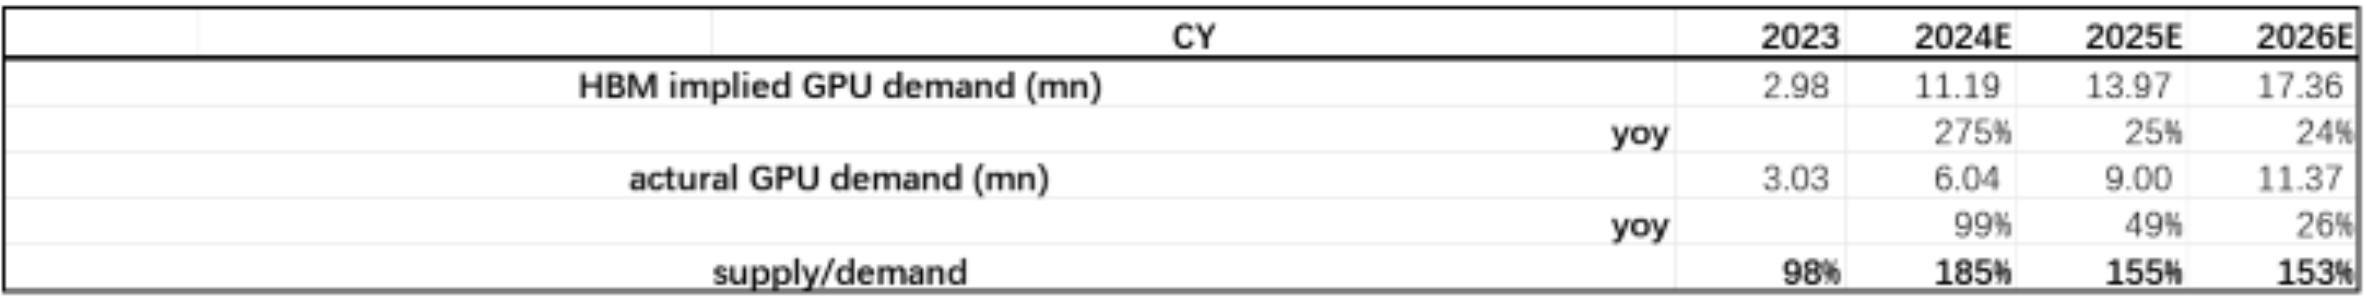 CY 2023 2024E 2025E 2026E
HBM implied GPU demand (mn) 2.98 11.19 13.97 17.36
yoy 275% 25% 24%
actural GPU demand (mn) 3.03 6.04 9.00 11.37
yoy 99% 49% 26%
supply/demand 98% 185% 155% 153%